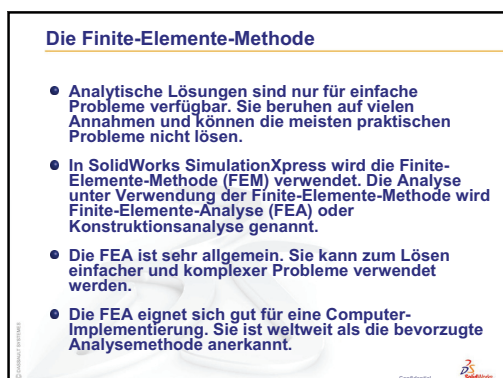 Die Finite-Elemente-Methode
Analytische Lösungen sind nur für einfache
Probleme verfügbar. Sie beruhen auf vielen
Annahmen und können die meisten praktischen
Probleme nicht lösen.
In SolidWorks SimulationXpress wird die Finite-
Elemente-Methode (FEM) verwendet. Die Analyse
unter Verwendung der Finite-Elemente-Methode wird
Finite-Elemente-Analyse (FEA) oder
Konstruktionsanalyse genannt.
Die FEA ist sehr allgemein. Sie kann zum Lösen
einfacher und komplexer Probleme verwendet
werden.
Die FEA eignet sich gut für eine Computer-
Implementierung. Sie ist weltweit als die bevorzugte
Analysemethode anerkannt.
© DASSAULT SYSTEMES
SolidWorks